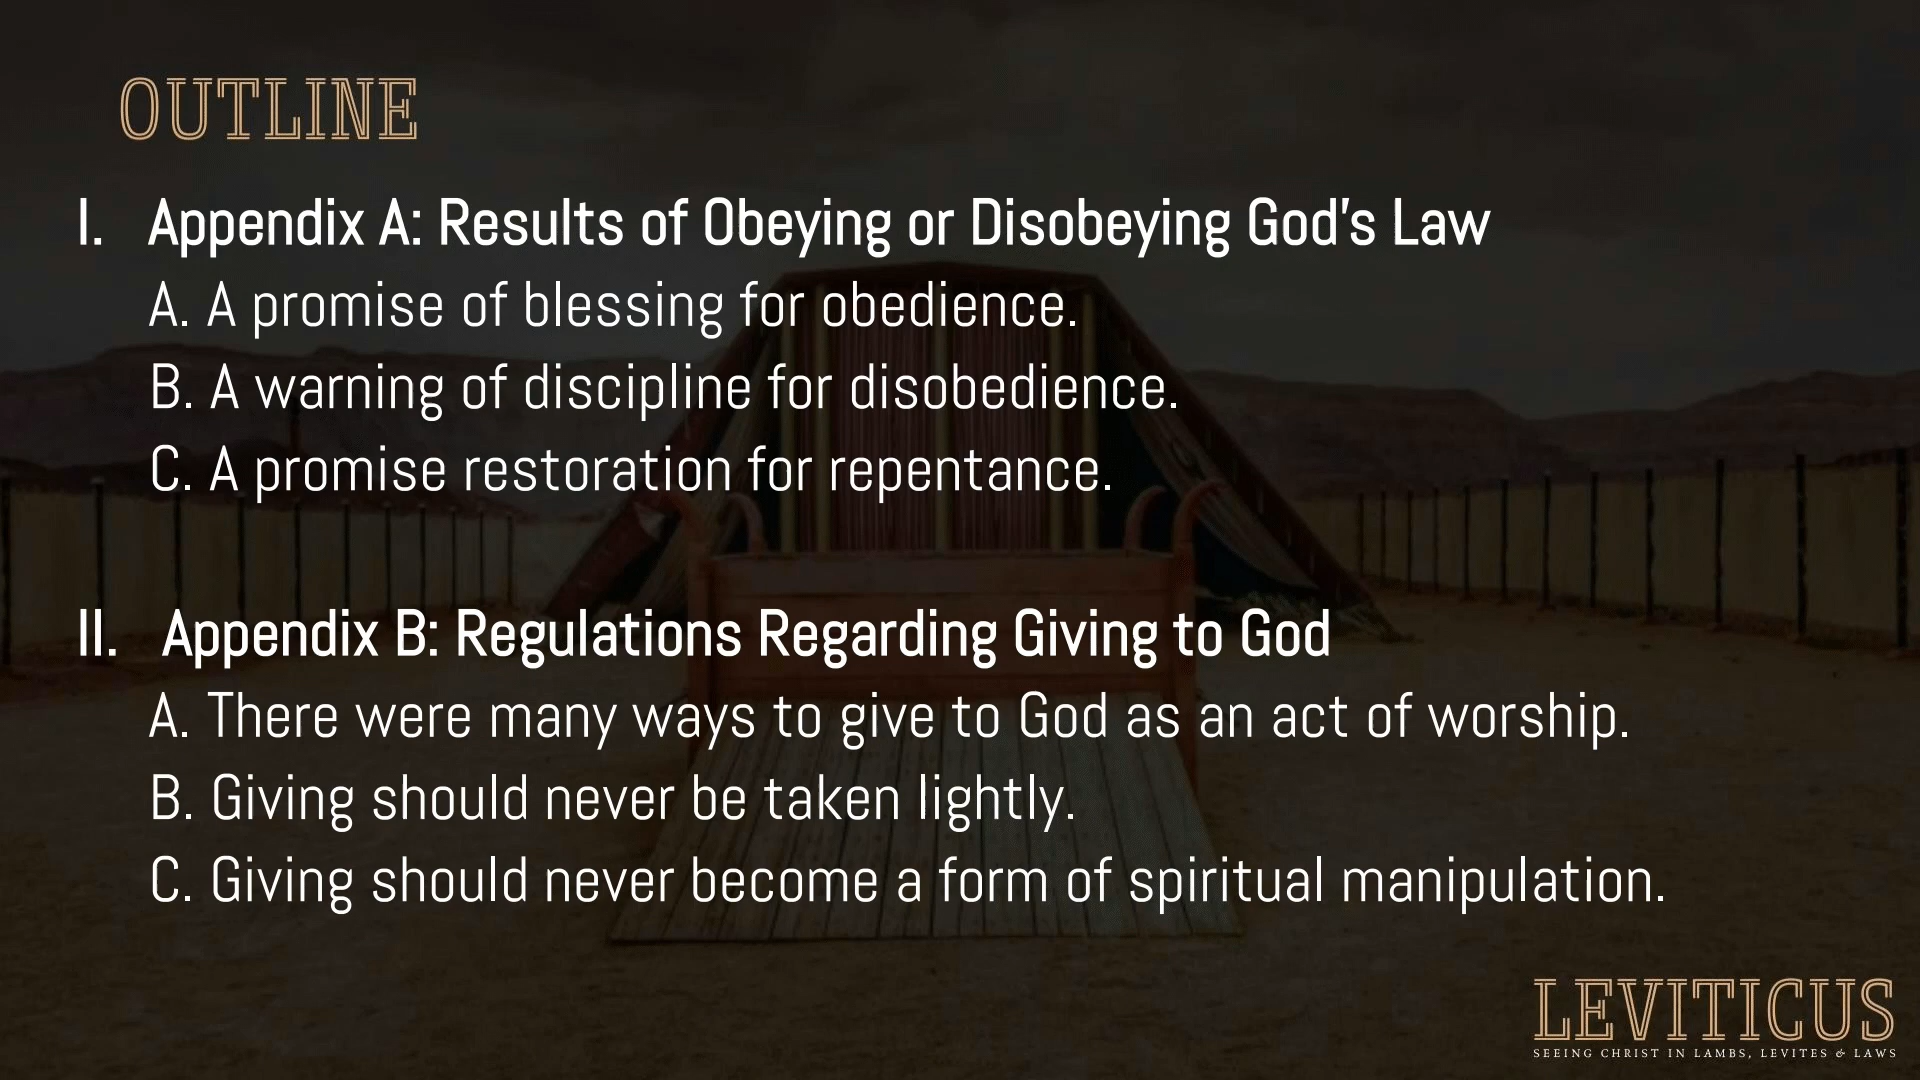 OUTLINE
I. Appendix A: Results of Obeying or Disobeying God's Law
A. A promise of blessing for obedience.
B. A warning of discipline for disobedience.
C. A promise restoration for repentance.
II. Appendix B: Regulations Regarding Giving to God
A. There were many ways to give to God as an act of worship.
B. Giving should never be taken lightly.
C. Giving should never become a form of spiritual manipulation.
LEVITICUS
SEEING CHRIST IN LAMBS, LEVITES & LAWS